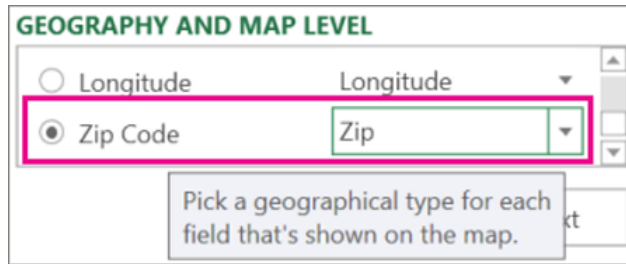 GEOGRAPHY AND MAP LEVEL
Longitude Longitude
Zip Code Zip
Pick a geographical type for each
field that's shown on the map.